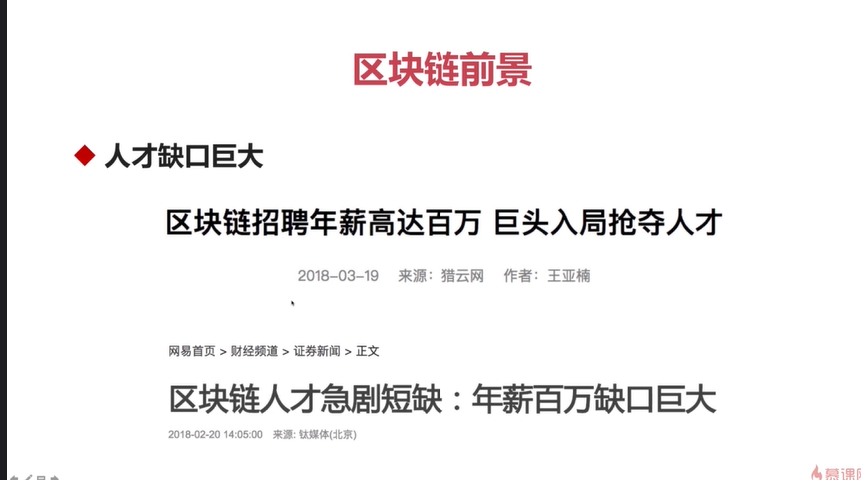 区块链前景
人才缺口巨大
区块链招聘年薪高达百万 巨头入局抢夺人才
2018-03-19 来源：猎云网 作者：王亚楠
网易首页 > 财经频道 > 证券新闻 > 正文
区块链人才急剧短缺：年薪百万缺口巨大
2018-02-20 14:05:00 来源: 钛媒体(北京)
慕课网